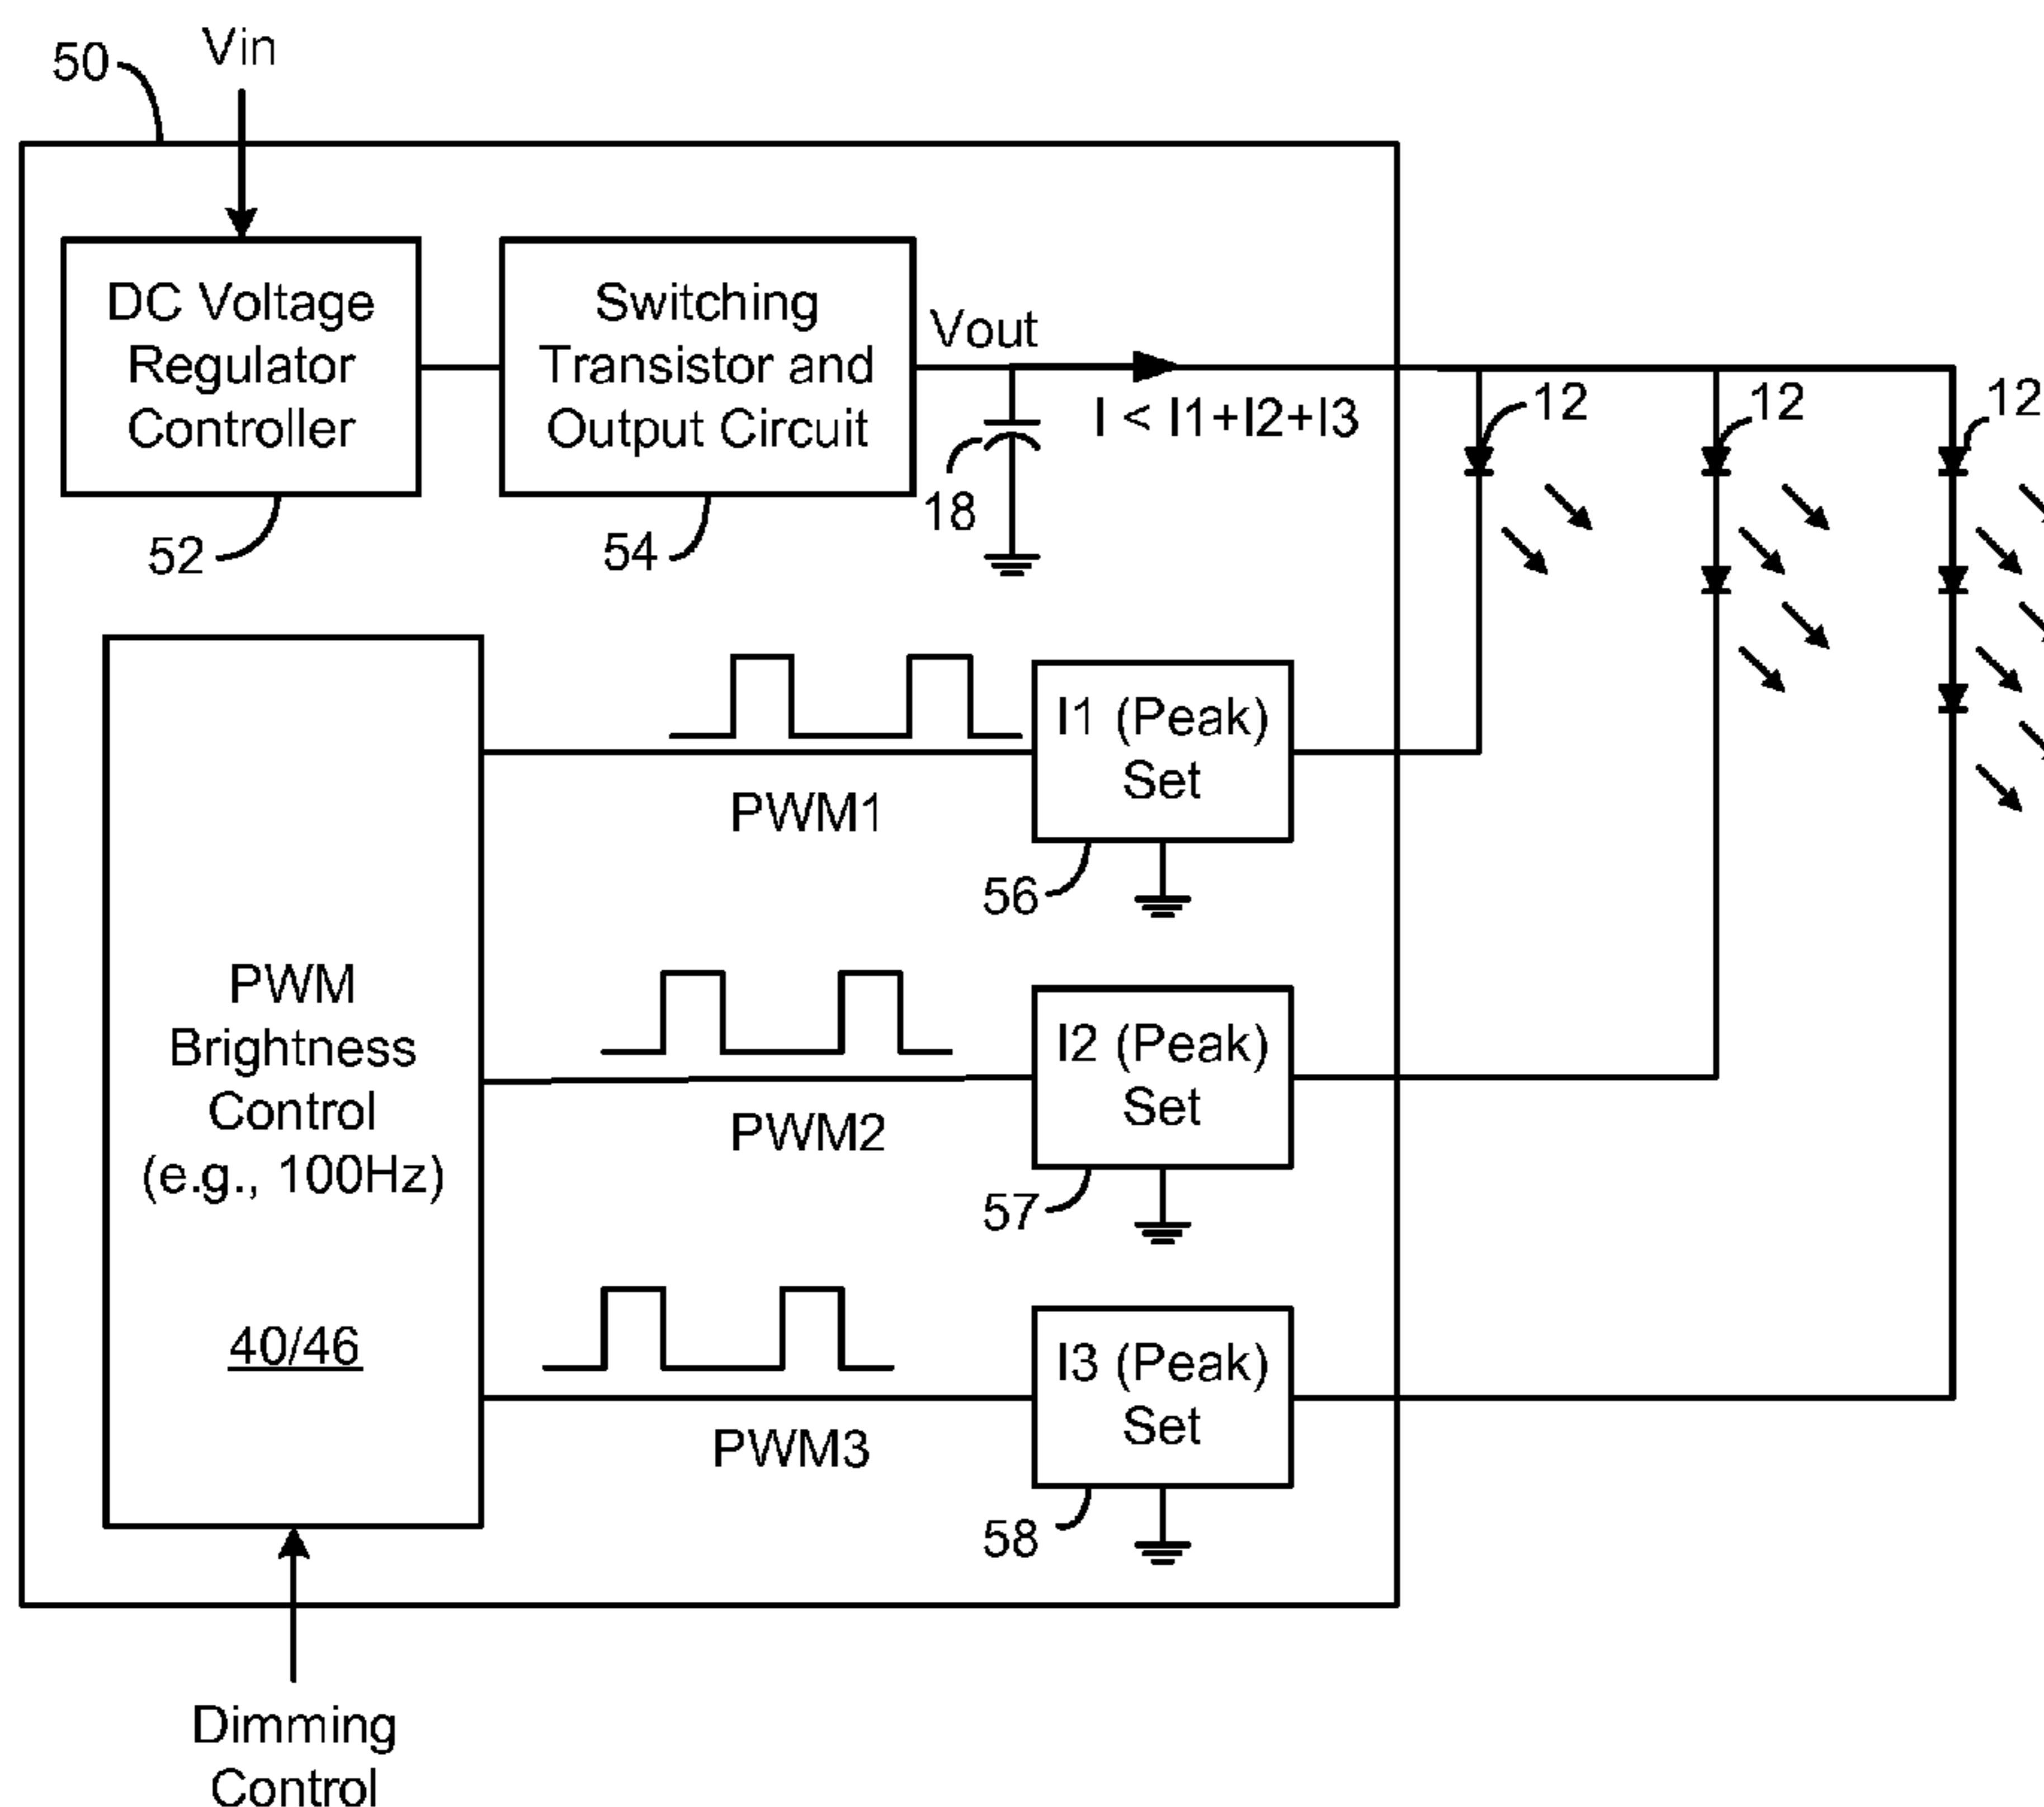 50
Vin
DC Voltage
Regulator
Controller
52
Switching
Transistor and
Output Circuit
54
Vout
I < I1+I2+I3
18
12
12
12
PWM1
I1 (Peak)
Set
56
PWM
Brightness
Control
(e.g., 100Hz)
40/46
PWM2
I2 (Peak)
Set
57
PWM3
I3 (Peak)
Set
58
Dimming
Control